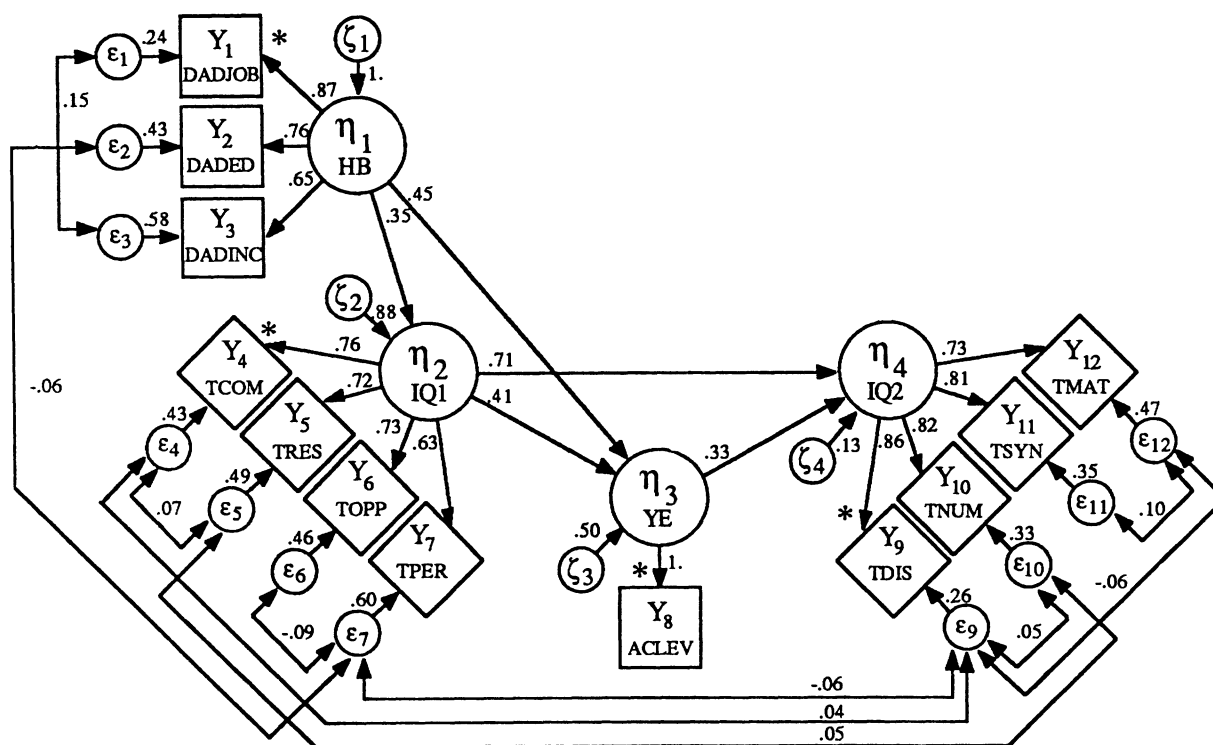 ζ1
1.
ε1 .24 Y1 *
DADJOB
.87
.15
ε2 .43 Y2 .76
DADED
η1
HB
ε3 .58 Y3 .65
DADINC
.35 .45
ζ2 .88
* .76
Y4
TCOM
η2
IQ1
.71
.41
-.06
.72
Y5
TRES
.73
.63
Y6
TOPP
Y7
TPER
ε4 .43
.07
ε5 .49
ε6 .46
-.09
ε7 .60
η3
YE
.33
ζ3 .50
* 1.
Y8
ACLEV
η4
IQ2
ζ4 .13
.73
.81
.82
.86
Y12
TMAT
Y11
TSYN
Y10
TNUM
* Y9
TDIS
.47 ε12
.35 ε11
.10
.33 ε10
.26 ε9
.05
-.06
-.06
.04
.05